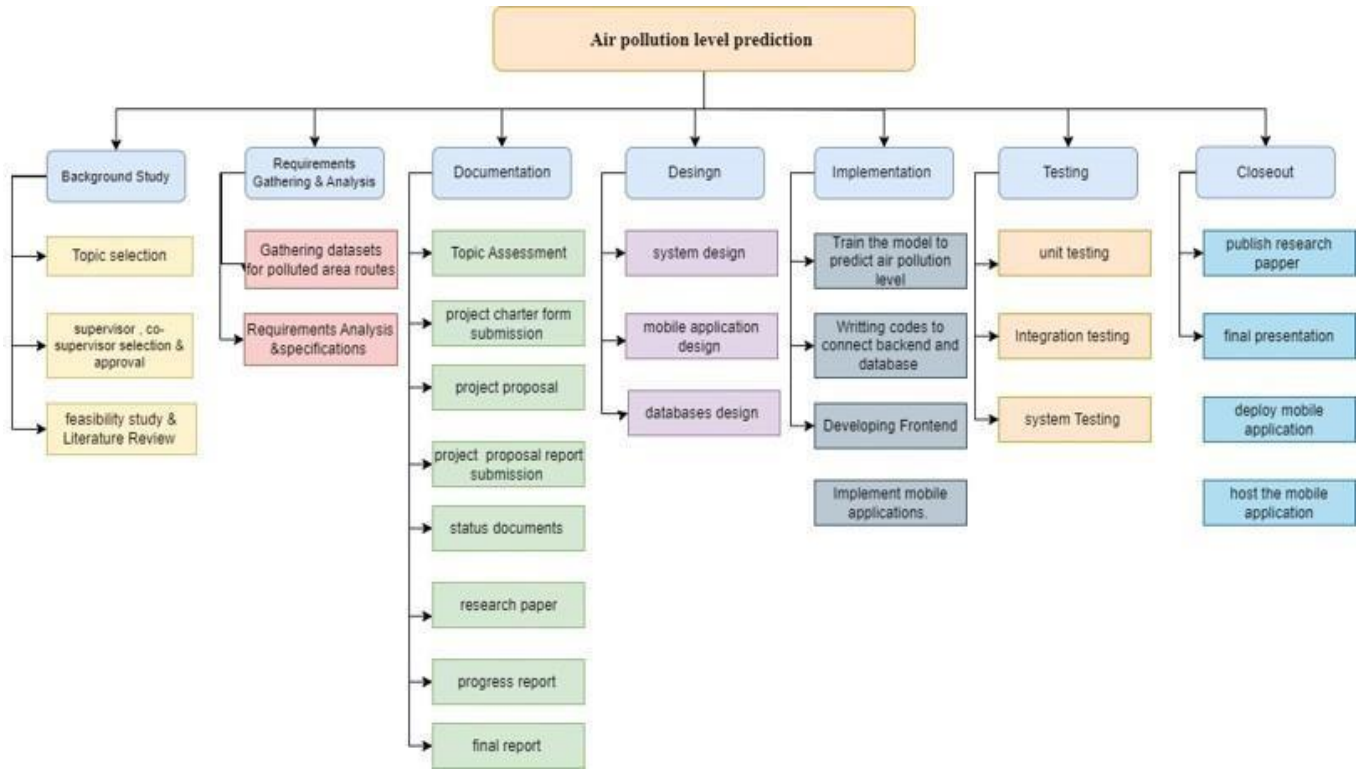 Air pollution level prediction
Background Study
Requirements
Gathering & Analysis
Documentation
Desingn
Implementation
Testing
Closeout
Topic selection
supervisor , co-
supervisor selection &
approval
feasibility study &
Literature Review
Gathering datasets
for polluted area routes
Requirements Analysis
&specifications
Topic Assessment
project charter form
submission
project proposal
project proposal report
submission
status documents
research paper
progress report
final report
system design
mobile application
design
databases design
Train the model to
predict air pollution
level
Writting codes to
connect backend and
database
Developing Frontend
Implement mobile
applications.
unit testing
Integration testing
system Testing
publish research
papper
final presentation
deploy mobile
application
host the mobile
application